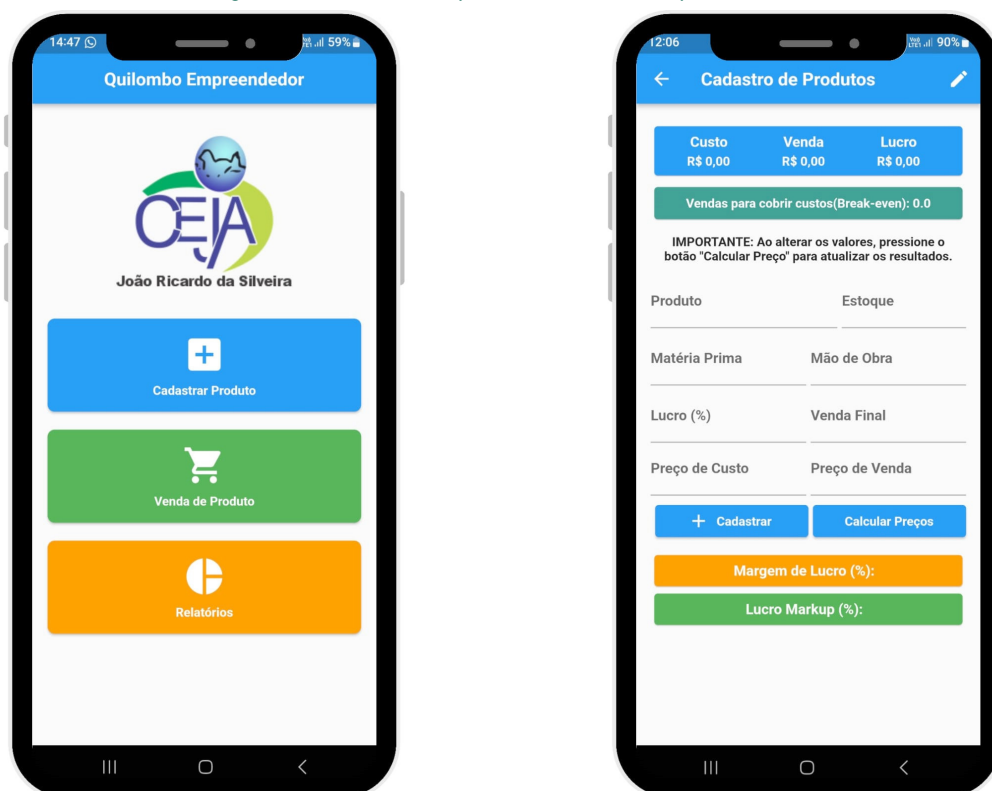 14:47 59%
Quilombo Empreendedor
CEJA
João Ricardo da Silveira
Cadastrar Produto
Venda de Produto
Relatórios
12:06 90%
Cadastro de Produtos
Custo Venda Lucro
R$ 0,00 R$ 0,00 R$ 0,00
Vendas para cobrir custos(Break-even): 0.0
IMPORTANTE: Ao alterar os valores, pressione o
botão "Calcular Preço" para atualizar os resultados.
Produto Estoque
Matéria Prima Mão de Obra
Lucro (%) Venda Final
Preço de Custo Preço de Venda
+ Cadastrar Calcular Preços
Margem de Lucro (%):
Lucro Markup (%):